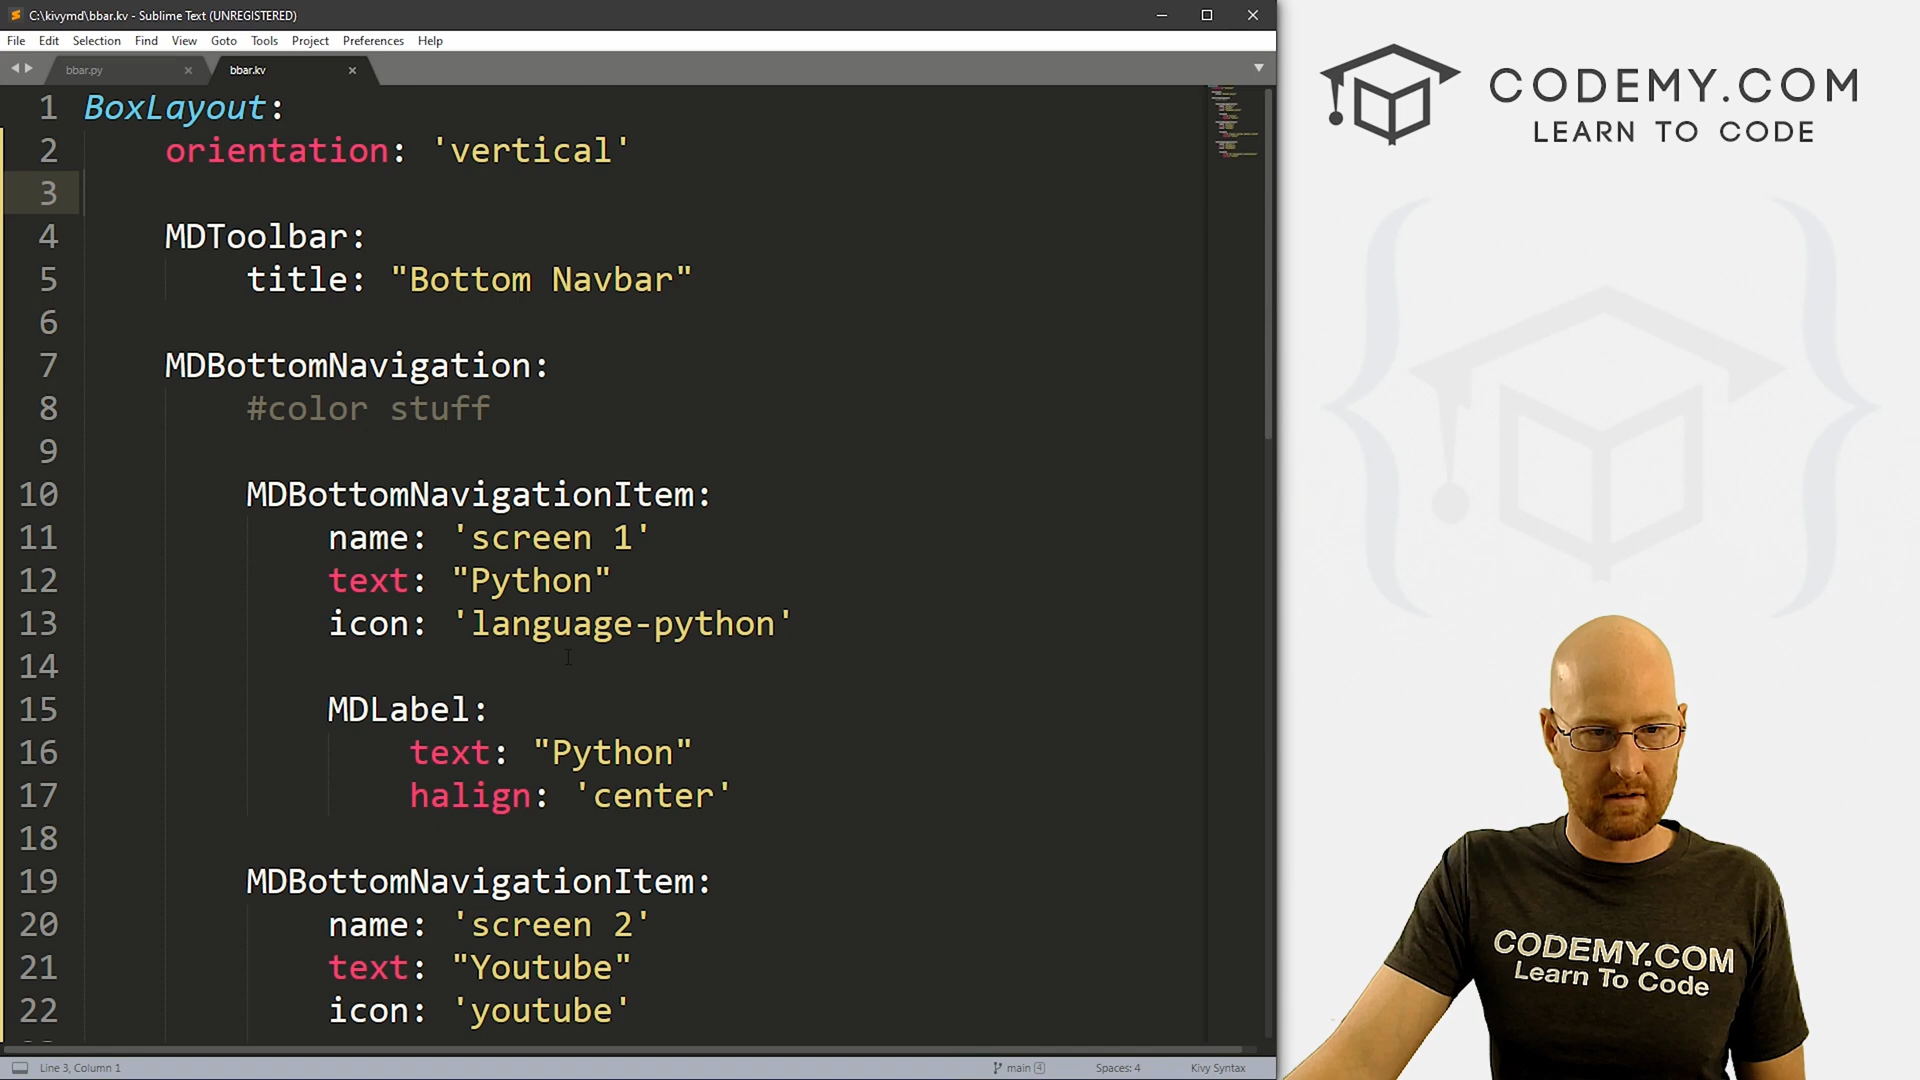 C:\kivymd\bbar.kv - Sublime Text (UNREGISTERED)
File Edit Selection Find View Goto Tools Project Preferences Help
bbar.py
bbar.kv
1 BoxLayout:
2 orientation: 'vertical'
3
4 MDToolbar:
5 title: "Bottom Navbar"
6
7 MDBottomNavigation:
8 #color stuff
9
10 MDBottomNavigationItem:
11 name: 'screen 1'
12 text: "Python"
13 icon: 'language-python'
14
15 MDLabel:
16 text: "Python"
17 halign: 'center'
18
19 MDBottomNavigationItem:
20 name: 'screen 2'
21 text: "Youtube"
22 icon: 'youtube'
Line 3, Column 1
main 4
Spaces: 4
Kivy Syntax
CODEMY.COM
LEARN TO CODE
CODEMY.COM
Learn To Code